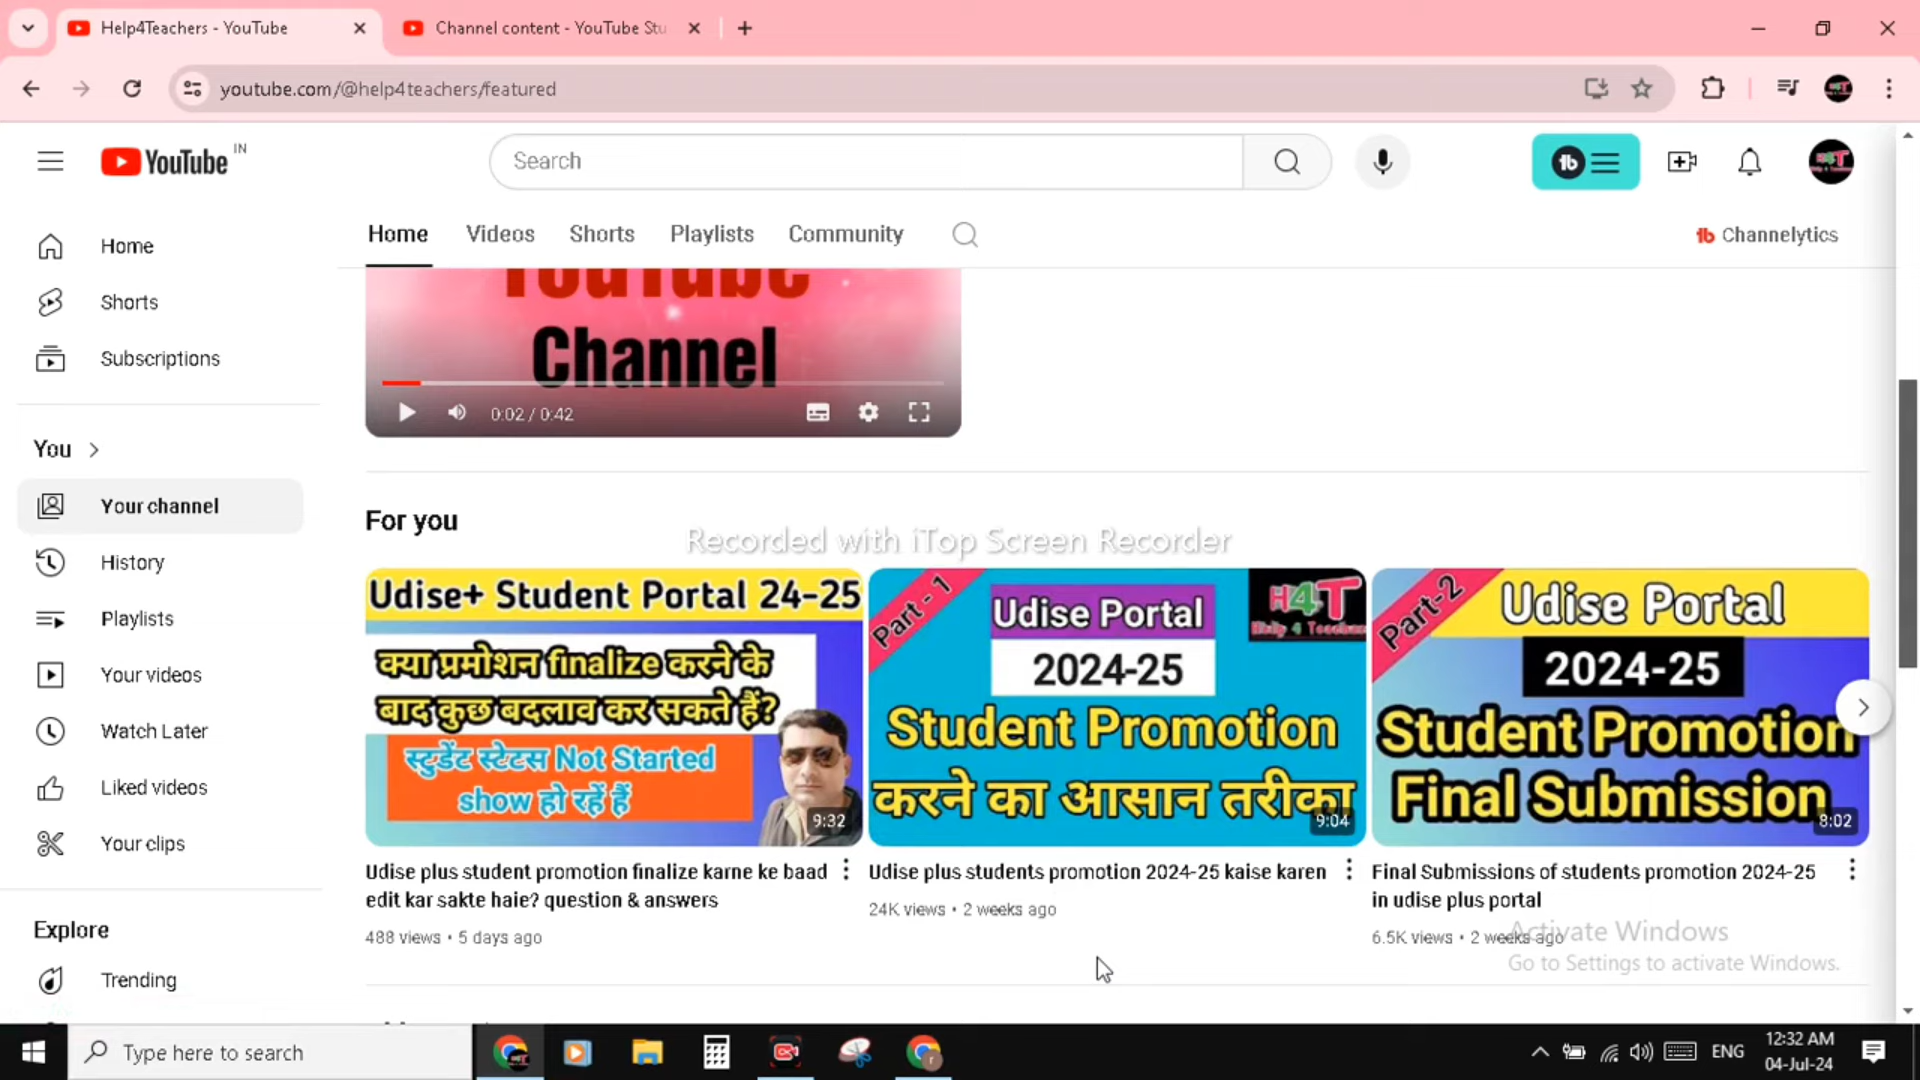 Help4Teachers - YouTube
Channel content - YouTube Stu
youtube.com/@help4teachers/featured
YouTube IN
Search
Home
Videos
Shorts
Playlists
Community
Channelytics
Home
Shorts
Subscriptions
You
Your channel
History
Playlists
Your videos
Watch Later
Liked videos
Your clips
Explore
Trending
YouTube
Channel
0:02 / 0:42
For you
Recorded with iTop Screen Recorder
Udise+ Student Portal 24-25
क्या प्रमोशन finalize करने के
बाद कुछ बदलाव कर सकते हैं?
स्टुडेंट स्टेटस Not Started
show हो रहें हैं
9:32
Udise plus student promotion finalize karne ke baad
edit kar sakte haie? question & answers
488 views • 5 days ago
Part - 1
Udise Portal
2024-25
H4T
Help 4 Teacher
Student Promotion
करने का आसान तरीका
9:04
Udise plus students promotion 2024-25 kaise karen
24K views • 2 weeks ago
Part-2
Udise Portal
2024-25
Student Promotion
Final Submission
8:02
Final Submissions of students promotion 2024-25
in udise plus portal
6.5K views • 2 weeks ago
Activate Windows
Go to Settings to activate Windows.
Type here to search
ENG
12:32 AM
04-Jul-24